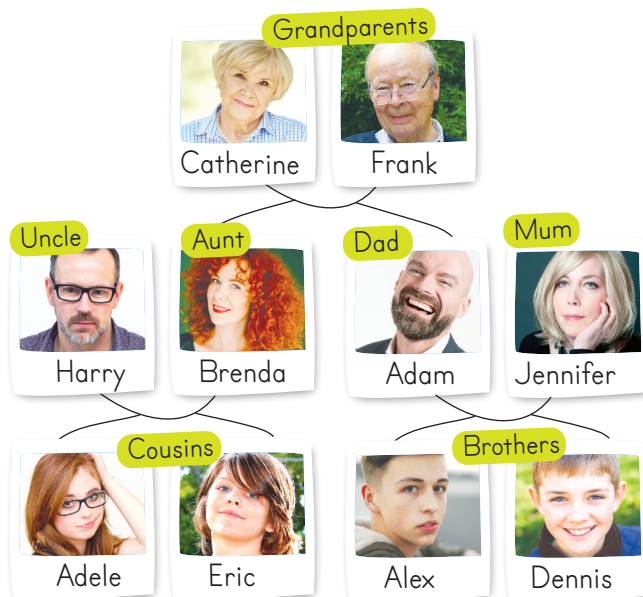 Grandparents
Catherine Frank
Uncle Aunt Dad Mum
Harry Brenda Adam Jennifer
Cousins Brothers
Adele Eric Alex Dennis